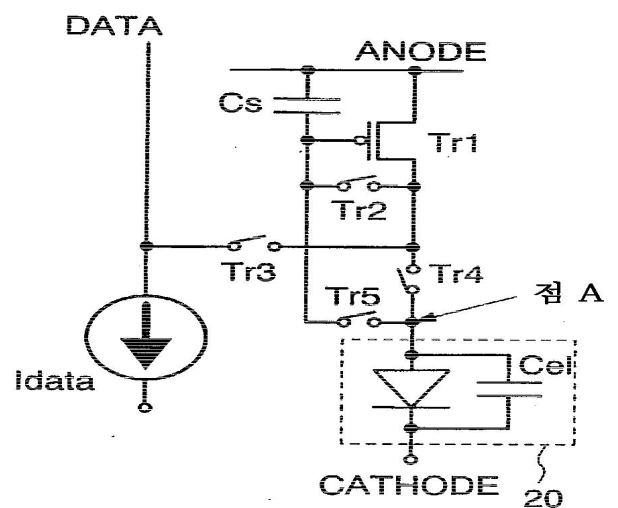 DATA
ANODE
Cs
Tr1
Tr2
Tr3
Tr4
Tr5
점 A
Idata
Cel
CATHODE
20